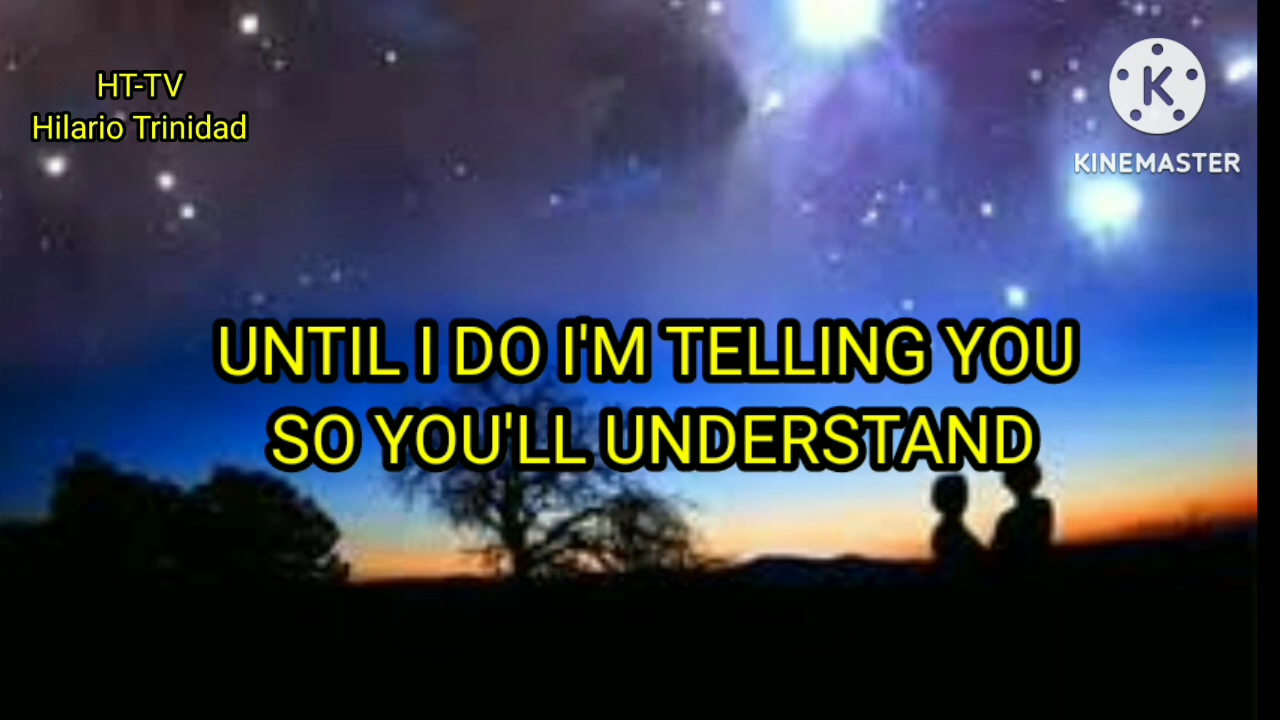 HT-TV
Hilario Trinidad
K
KINEMASTER
UNTIL I DO I'M TELLING YOU
SO YOU'LL UNDERSTAND